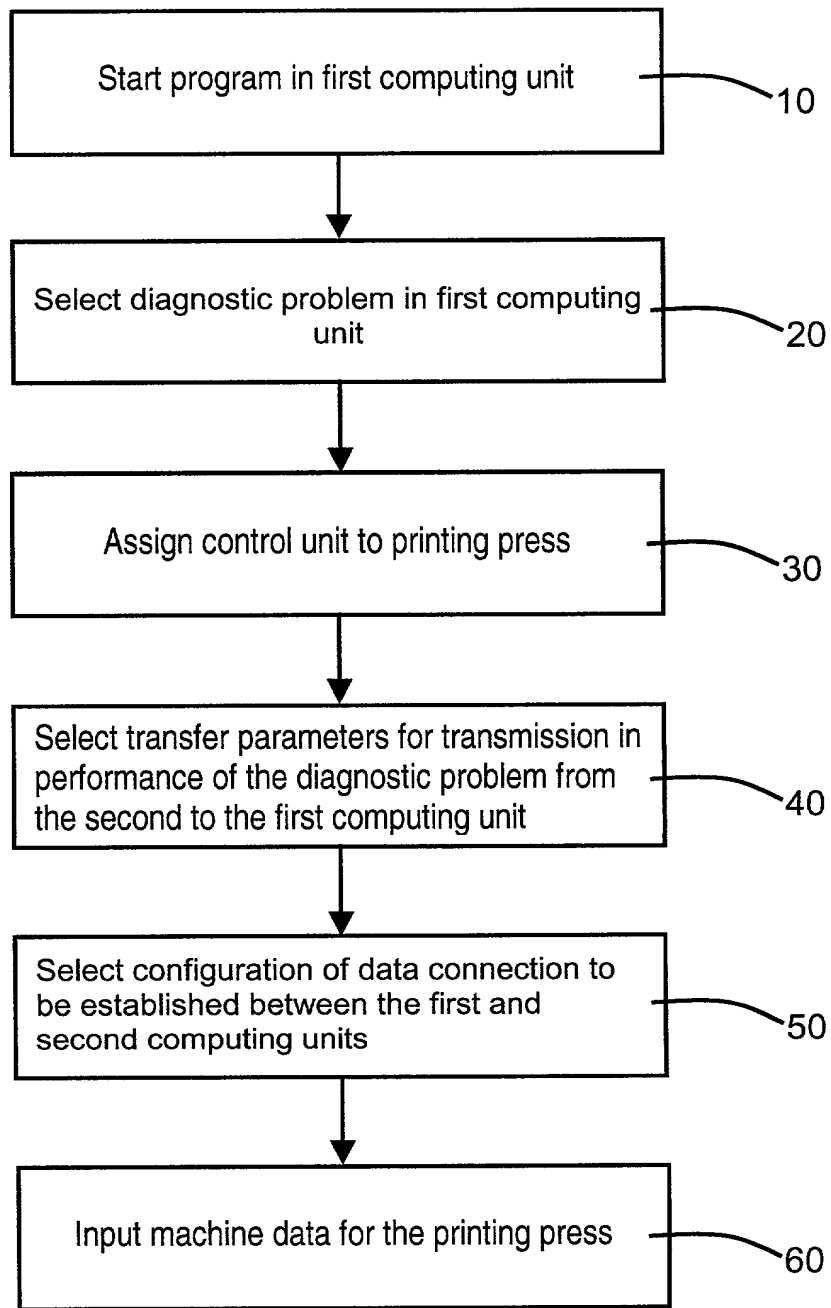 Start program in first computing unit
10
Select diagnostic problem in first computing
unit
20
Assign control unit to printing press
30
Select transfer parameters for transmission in
performance of the diagnostic problem from
the second to the first computing unit
40
Select configuration of data connection to
be established between the first and
second computing units
50
Input machine data for the printing press
60